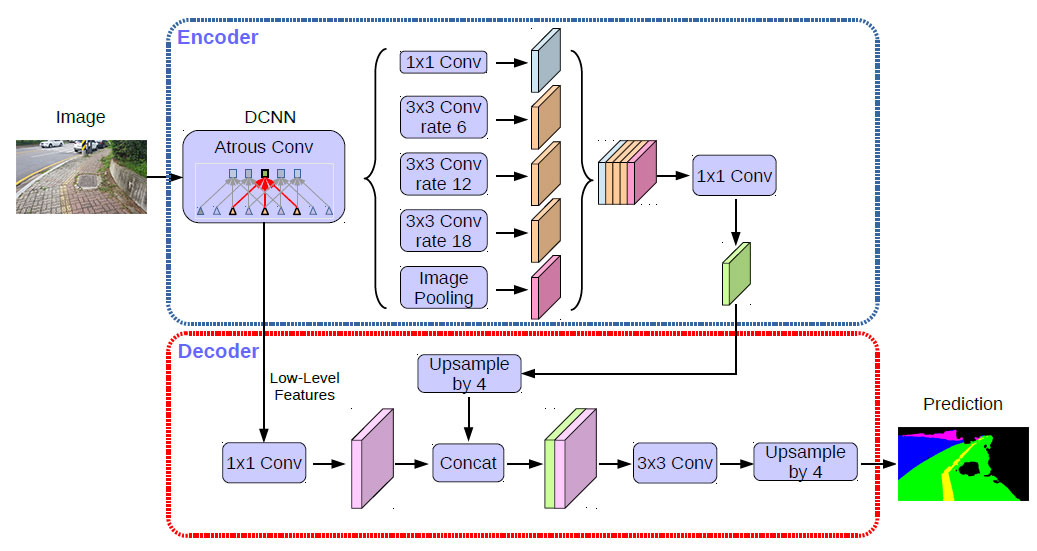 Encoder
Image
DCNN
Atrous Conv
1x1 Conv
3x3 Conv
rate 6
3x3 Conv
rate 12
3x3 Conv
rate 18
Image
Pooling
1x1 Conv
Decoder
Low-Level
Features
Upsample
by 4
1x1 Conv
Concat
3x3 Conv
Upsample
by 4
Prediction